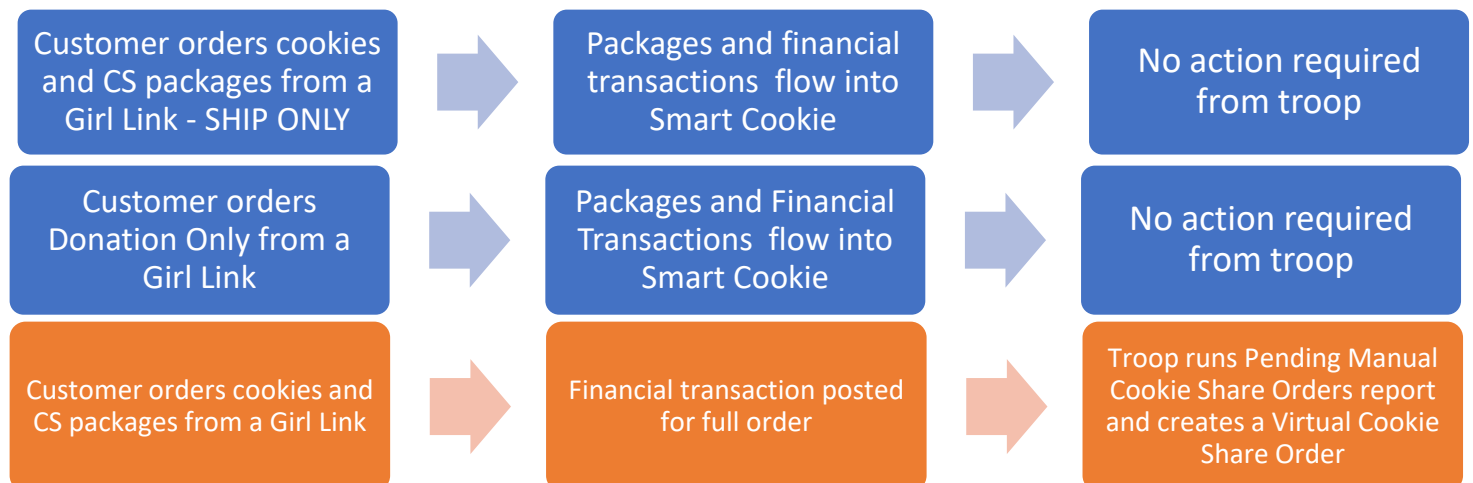 Customer orders cookies
and CS packages from a
Girl Link - SHIP ONLY
Packages and financial
transactions flow into
Smart Cookie
No action required
from troop
Customer orders
Donation Only from a
Girl Link
Packages and Financial
Transactions flow into
Smart Cookie
No action required
from troop
Customer orders cookies and
CS packages from a Girl Link
Financial transaction posted
for full order
Troop runs Pending Manual
Cookie Share Orders report
and creates a Virtual Cookie
Share Order